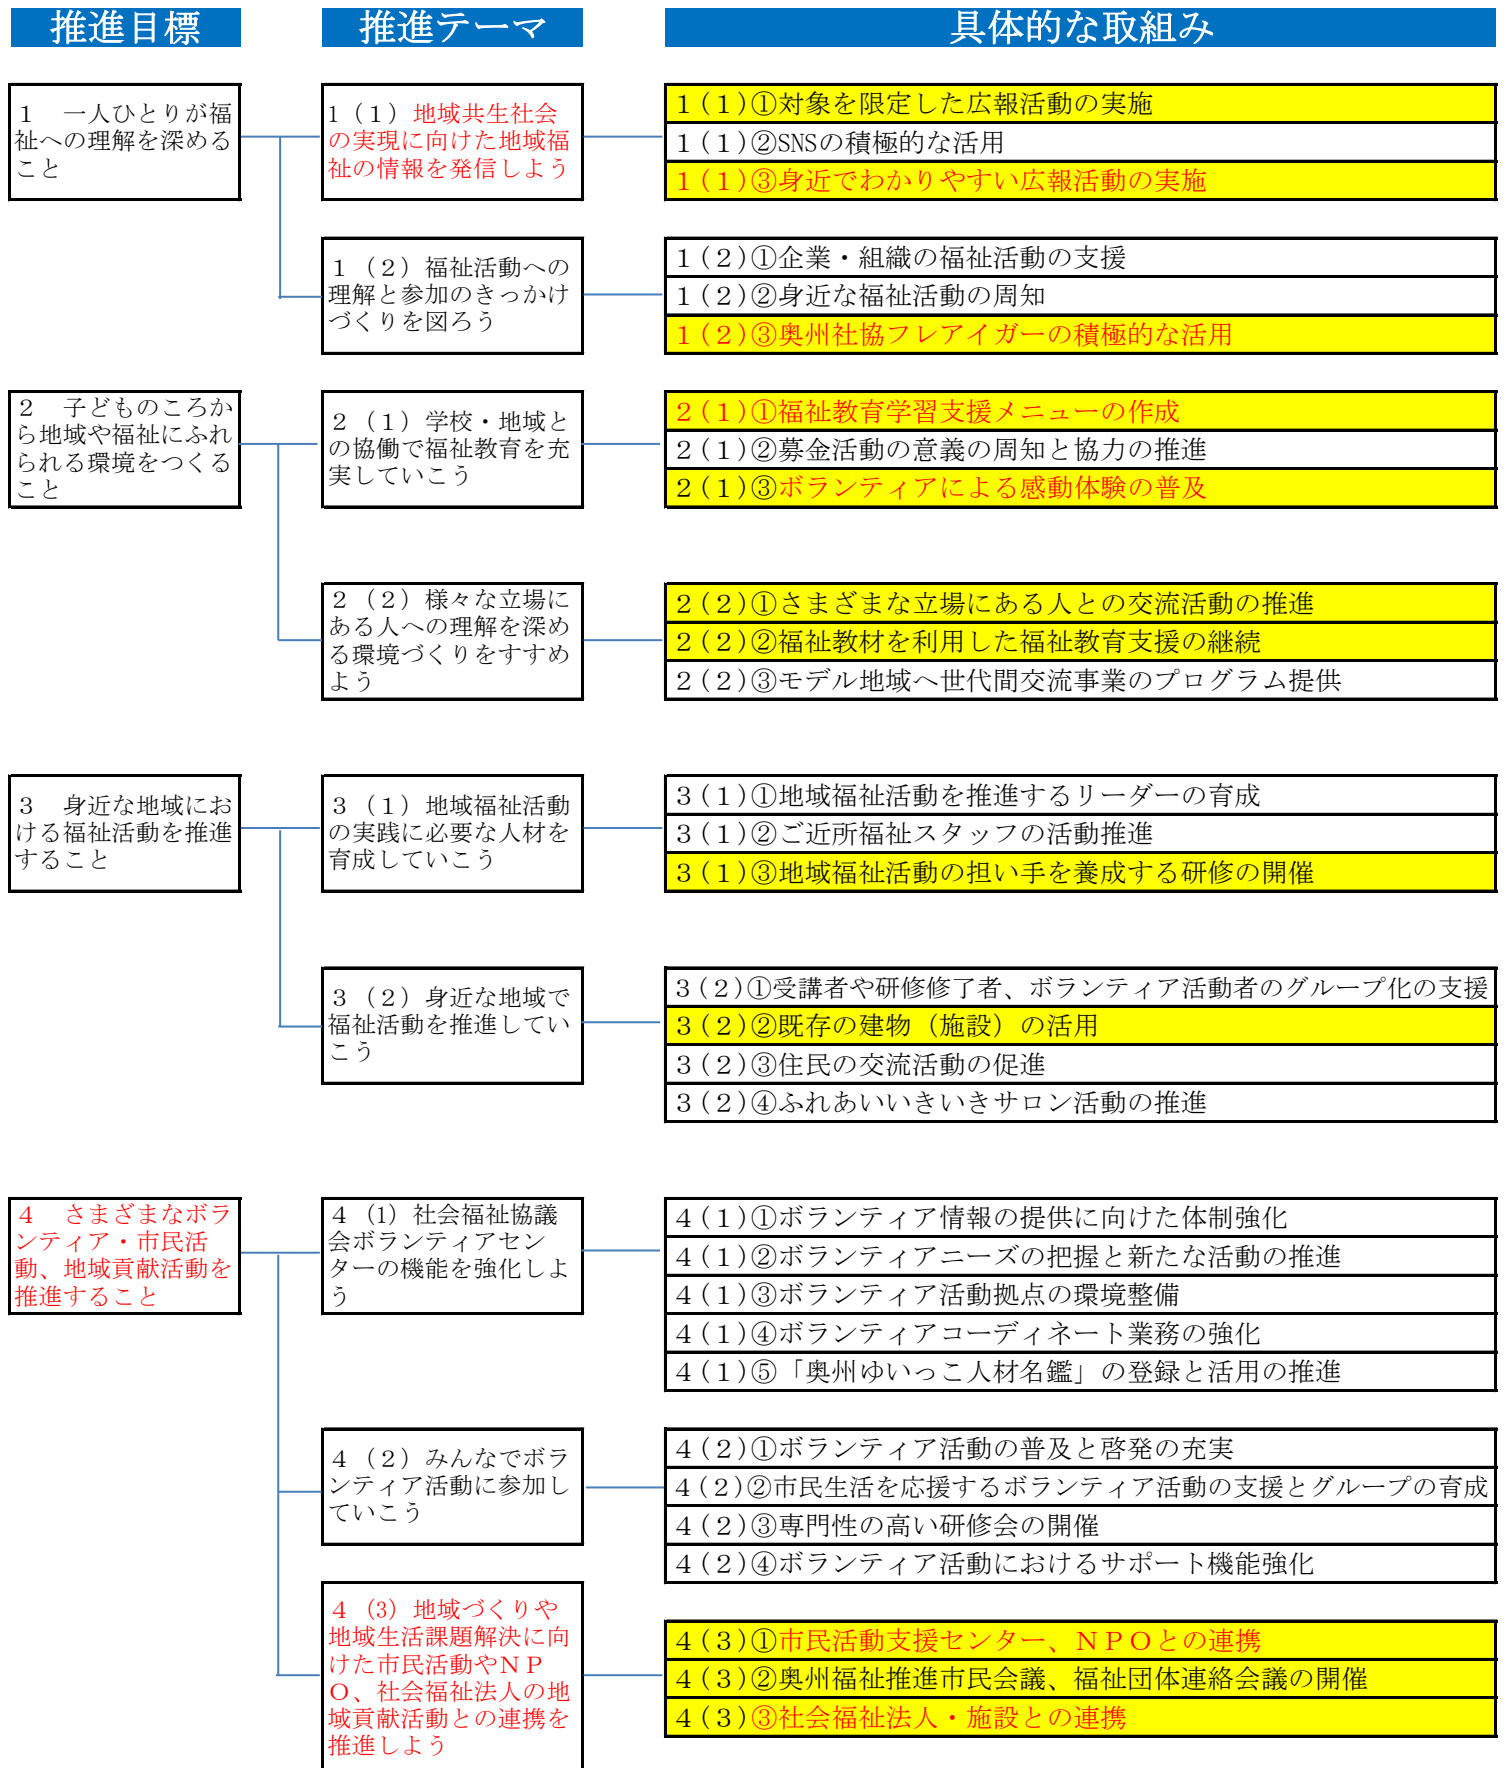 推進目標
推進テーマ
具体的な取組み
１　一人ひとりが福
祉への理解を深める
こと
1（１）地域共生社会
の実現に向けた地域福
祉の情報を発信しよう
１(１)①対象を限定した広報活動の実施
１(１)②SNSの積極的な活用
１(１)③身近でわかりやすい広報活動の実施
１（２）福祉活動への
理解と参加のきっかけ
づくりを図ろう
１(２)①企業・組織の福祉活動の支援
１(２)②身近な福祉活動の周知
１(２)③奥州社協フレアイガーの積極的な活用
２　子どものころか
ら地域や福祉にふれ
られる環境をつくる
こと
２（１）学校・地域と
の協働で福祉教育を充
実していこう
２(１)①福祉教育学習支援メニューの作成
２(１)②募金活動の意義の周知と協力の推進
２(１)③ボランティアによる感動体験の普及
２（２）様々な立場に
ある人への理解を深め
る環境づくりをすすめ
よう
２(２)①さまざまな立場にある人との交流活動の推進
２(２)②福祉教材を利用した福祉教育支援の継続
２(２)③モデル地域へ世代間交流事業のプログラム提供
３　身近な地域にお
ける福祉活動を推進
すること
３（１）地域福祉活動
の実践に必要な人材を
育成していこう
３(１)①地域福祉活動を推進するリーダーの育成
３(１)②ご近所福祉スタッフの活動推進
３(１)③地域福祉活動の担い手を養成する研修の開催
３（２）身近な地域で
福祉活動を推進してい
こう
３(２)①受講者や研修修了者、ボランティア活動者のグループ化の支援
３(２)②既存の建物（施設）の活用
３(２)③住民の交流活動の促進
３(２)④ふれあいいきいきサロン活動の推進
４　さまざまなボラ
ンティア・市民活
動、地域貢献活動を
推進すること
４（1）社会福祉協議
会ボランティアセン
ターの機能を強化しよ
う
４(１)①ボランティア情報の提供に向けた体制強化
４(１)②ボランティアニーズの把握と新たな活動の推進
４(１)③ボランティア活動拠点の環境整備
４(１)④ボランティアコーディネート業務の強化
４(１)⑤「奥州ゆいっこ人材名鑑」の登録と活用の推進
４（２）みんなでボラ
ンティア活動に参加し
ていこう
４(２)①ボランティア活動の普及と啓発の充実
４(２)②市民生活を応援するボランティア活動の支援とグループの育成
４(２)③専門性の高い研修会の開催
４(２)④ボランティア活動におけるサポート機能強化
４（3）地域づくりや
地域生活課題解決に向
けた市民活動やＮＰ
Ｏ、社会福祉法人の地
域貢献活動との連携を
推進しよう
４(３)①市民活動支援センター、ＮＰＯとの連携
４(３)②奥州福祉推進市民会議、福祉団体連絡会議の開催
４(３)③社会福祉法人・施設との連携